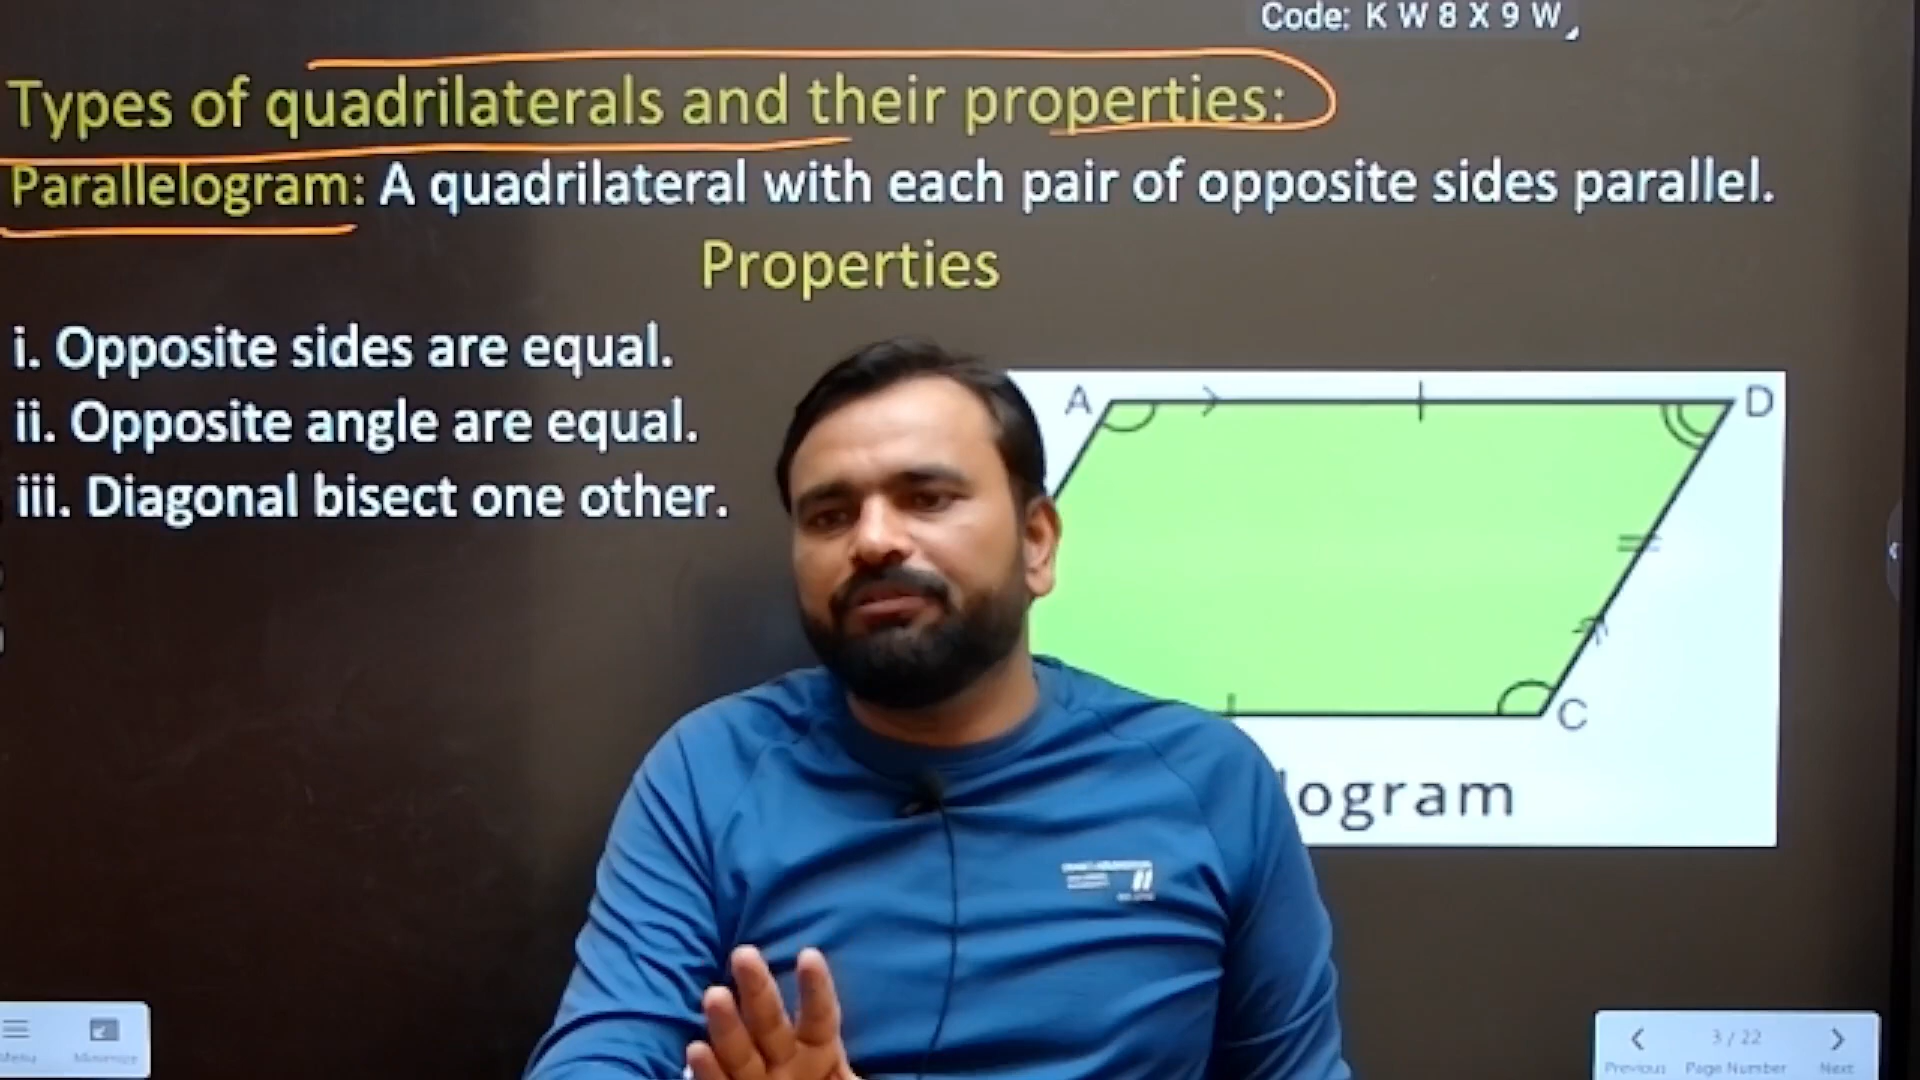 Code: K W 8 X 9 W
Types of quadrilaterals and their properties:
Parallelogram: A quadrilateral with each pair of opposite sides parallel.
Properties
i. Opposite sides are equal.
ii. Opposite angle are equal.
iii. Diagonal bisect one other.
A
D
C
logram
Menu
Minimize
3 / 22
Previous
Page Number
Next